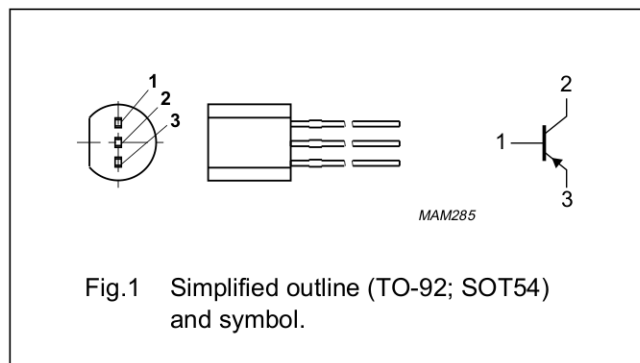 1
2
3
2
1
3
MAM285
Fig.1 Simplified outline (TO-92; SOT54)
and symbol.